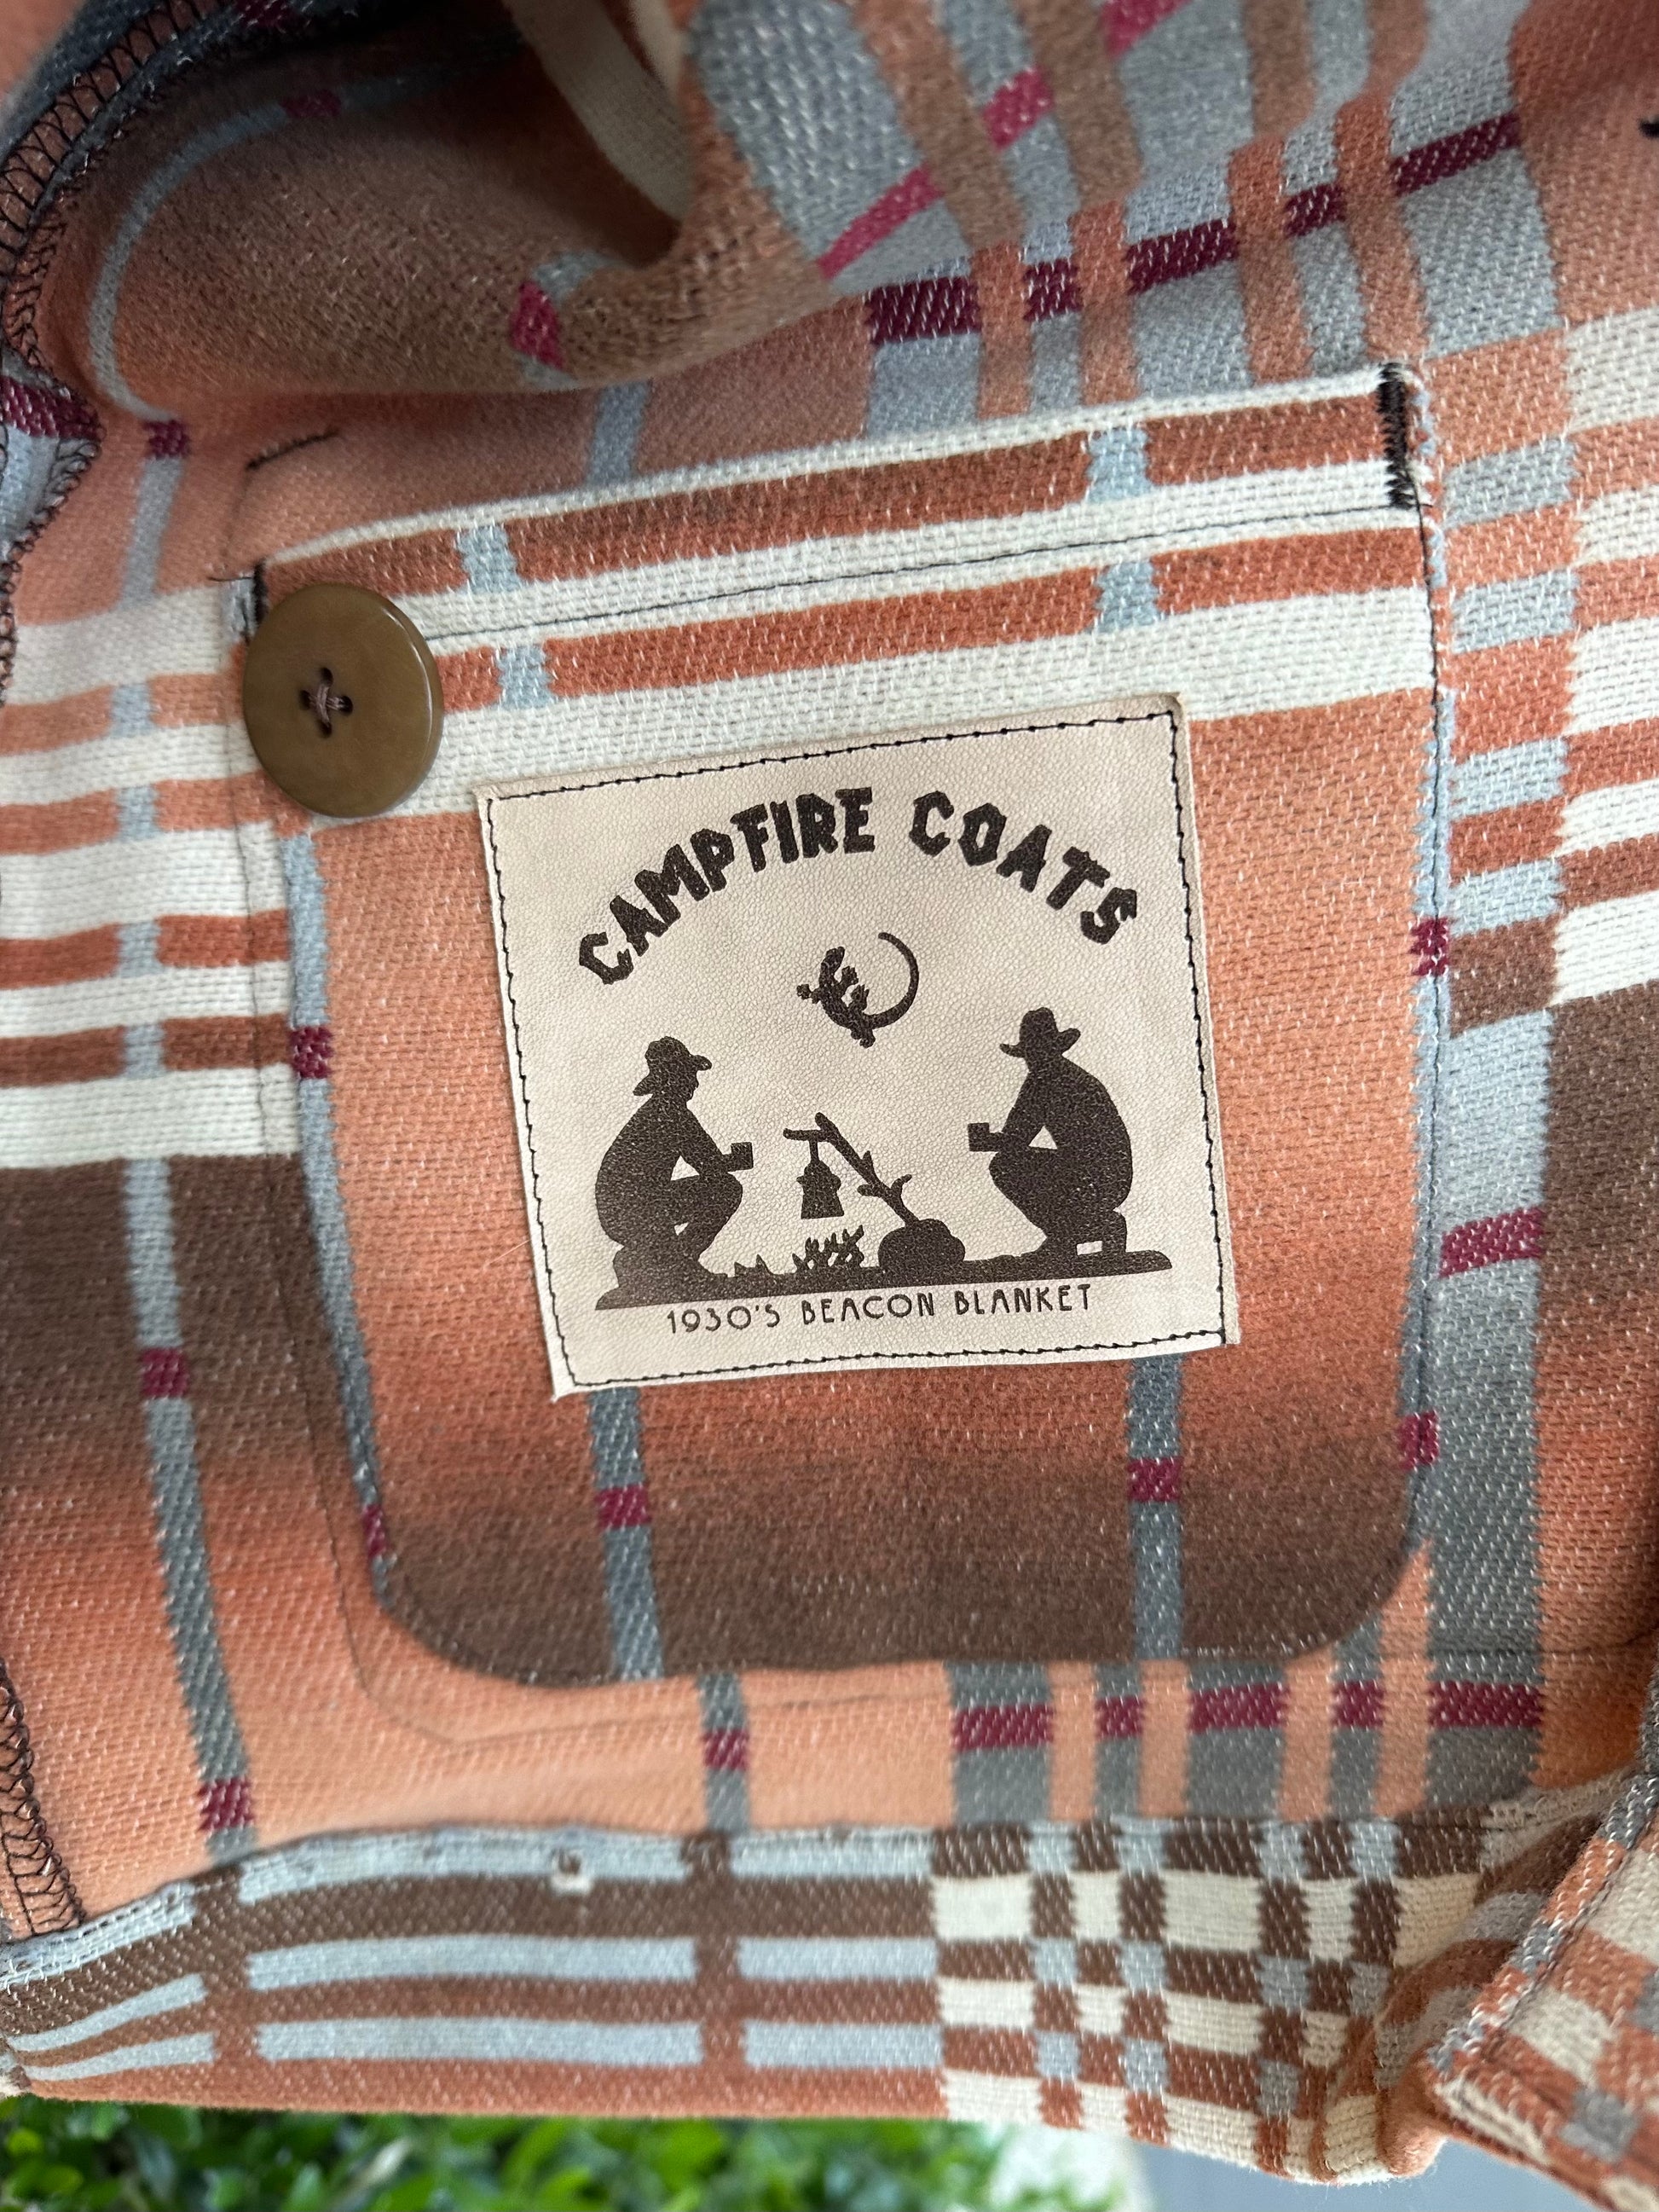 CAMPFIRE COATS
1930'S BEACON BLANKET